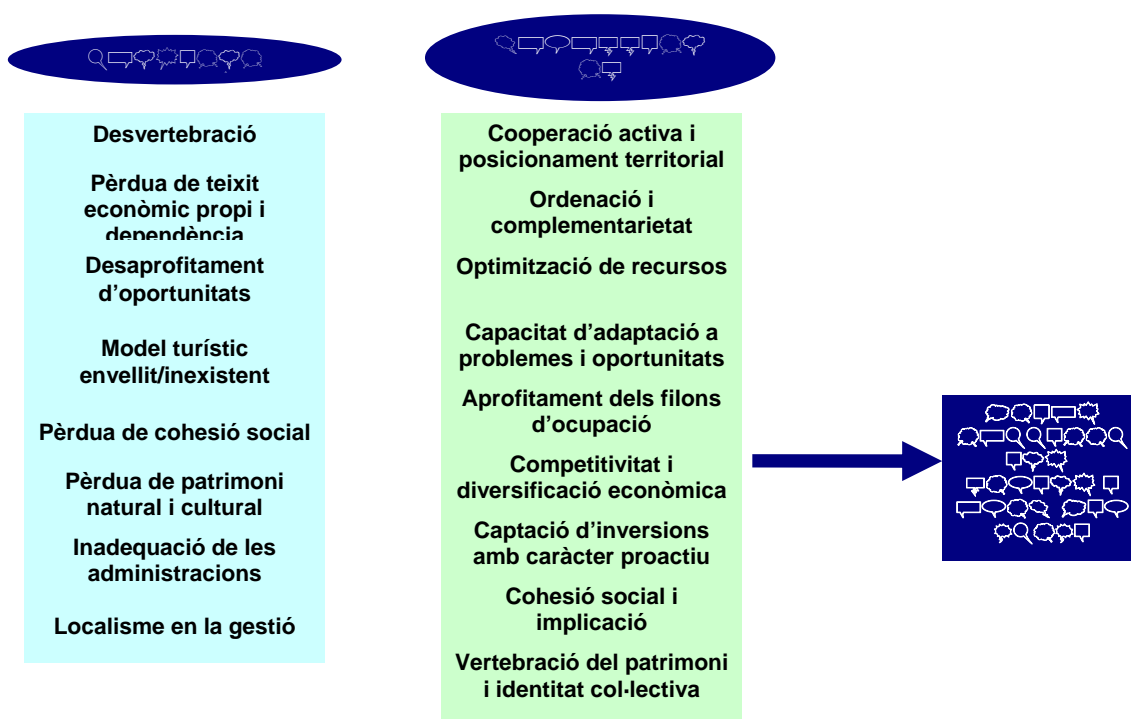 Desvertebració
Pèrdua de teixit
econòmic propi i
dependència
Desaprofitament
d’oportunitats
Model turístic
envellit/inexistent
Pèrdua de cohesió social
Pèrdua de patrimoni
natural i cultural
Inadequació de les
administracions
Localisme en la gestió
Cooperació activa i
posicionament territorial
Ordenació i
complementarietat
Optimització de recursos
Capacitat d’adaptació a
problemes i oportunitats
Aprofitament dels filons
d’ocupació
Competitivitat i
diversificació econòmica
Captació d’inversions
amb caràcter proactiu
Cohesió social i
implicació
Vertebració del patrimoni
i identitat col·lectiva